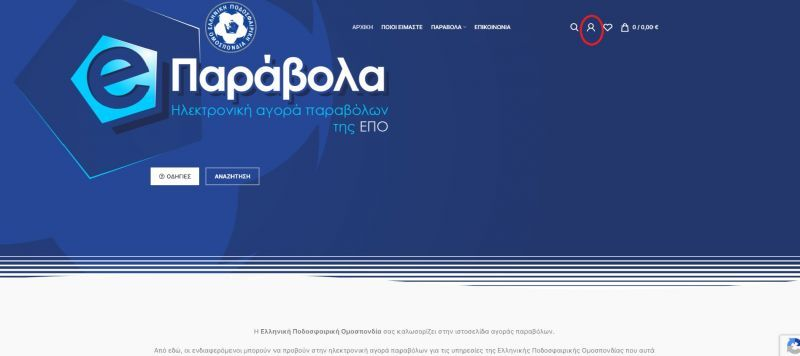 ΕΛΛΗΝΙΚΗ ΠΟΔΟΣΦΑΙΡΙΚΗ ΟΜΟΣΠΟΝΔΙΑ
ΑΡΧΙΚΗ ΠΟΙΟΙ ΕΙΜΑΣΤΕ ΠΑΡΑΒΟΛΑ ΕΠΙΚΟΙΝΩΝΙΑ 0 / 0,00 €
e Παράβολα
Ηλεκτρονική αγορά παραβόλων
της ΕΠΟ
ΟΔΗΓΙΕΣ ΑΝΑΖΗΤΗΣΗ
Η Ελληνική Ποδοσφαιρική Ομοσπονδία σας καλωσορίζει στην ιστοσελίδα αγοράς παραβόλων.
Από εδώ, οι ενδιαφερόμενοι μπορούν να προβούν στην ηλεκτρονική αγορά παραβόλων για τις υπηρεσίες της Ελληνικής Ποδοσφαιρικής Ομοσπονδίας που αυτά